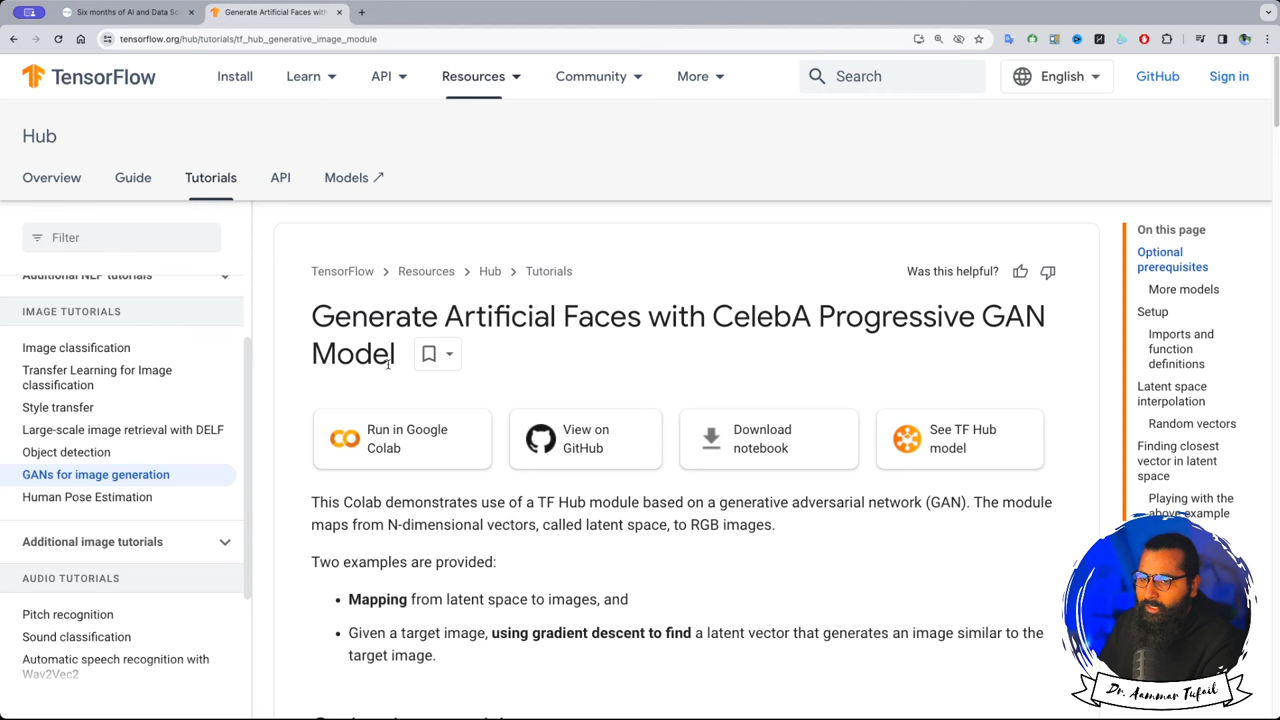 Six months of AI and Data Sc
Generate Artificial Faces with
tensorflow.org/hub/tutorials/tf_hub_generative_image_module
TensorFlow
Install
Learn
API
Resources
Community
More
Search
English
GitHub
Sign in
Hub
Overview
Guide
Tutorials
API
Models
Filter
Additional NLP tutorials
IMAGE TUTORIALS
Image classification
Transfer Learning for Image
classification
Style transfer
Large-scale image retrieval with DELF
Object detection
GANs for image generation
Human Pose Estimation
Additional image tutorials
AUDIO TUTORIALS
Pitch recognition
Sound classification
Automatic speech recognition with
Wav2Vec2
TensorFlow > Resources > Hub > Tutorials
Was this helpful?
Generate Artificial Faces with CelebA Progressive GAN
Model
Run in Google
Colab
View on
GitHub
Download
notebook
See TF Hub
model
This Colab demonstrates use of a TF Hub module based on a generative adversarial network (GAN). The module
maps from N-dimensional vectors, called latent space, to RGB images.
Two examples are provided:
• Mapping from latent space to images, and
• Given a target image, using gradient descent to find a latent vector that generates an image similar to the
target image.
On this page
Optional
prerequisites
More models
Setup
Imports and
function
definitions
Latent space
interpolation
Random vectors
Finding closest
vector in latent
space
Playing with the
above example
Dr. Aammar Tufail